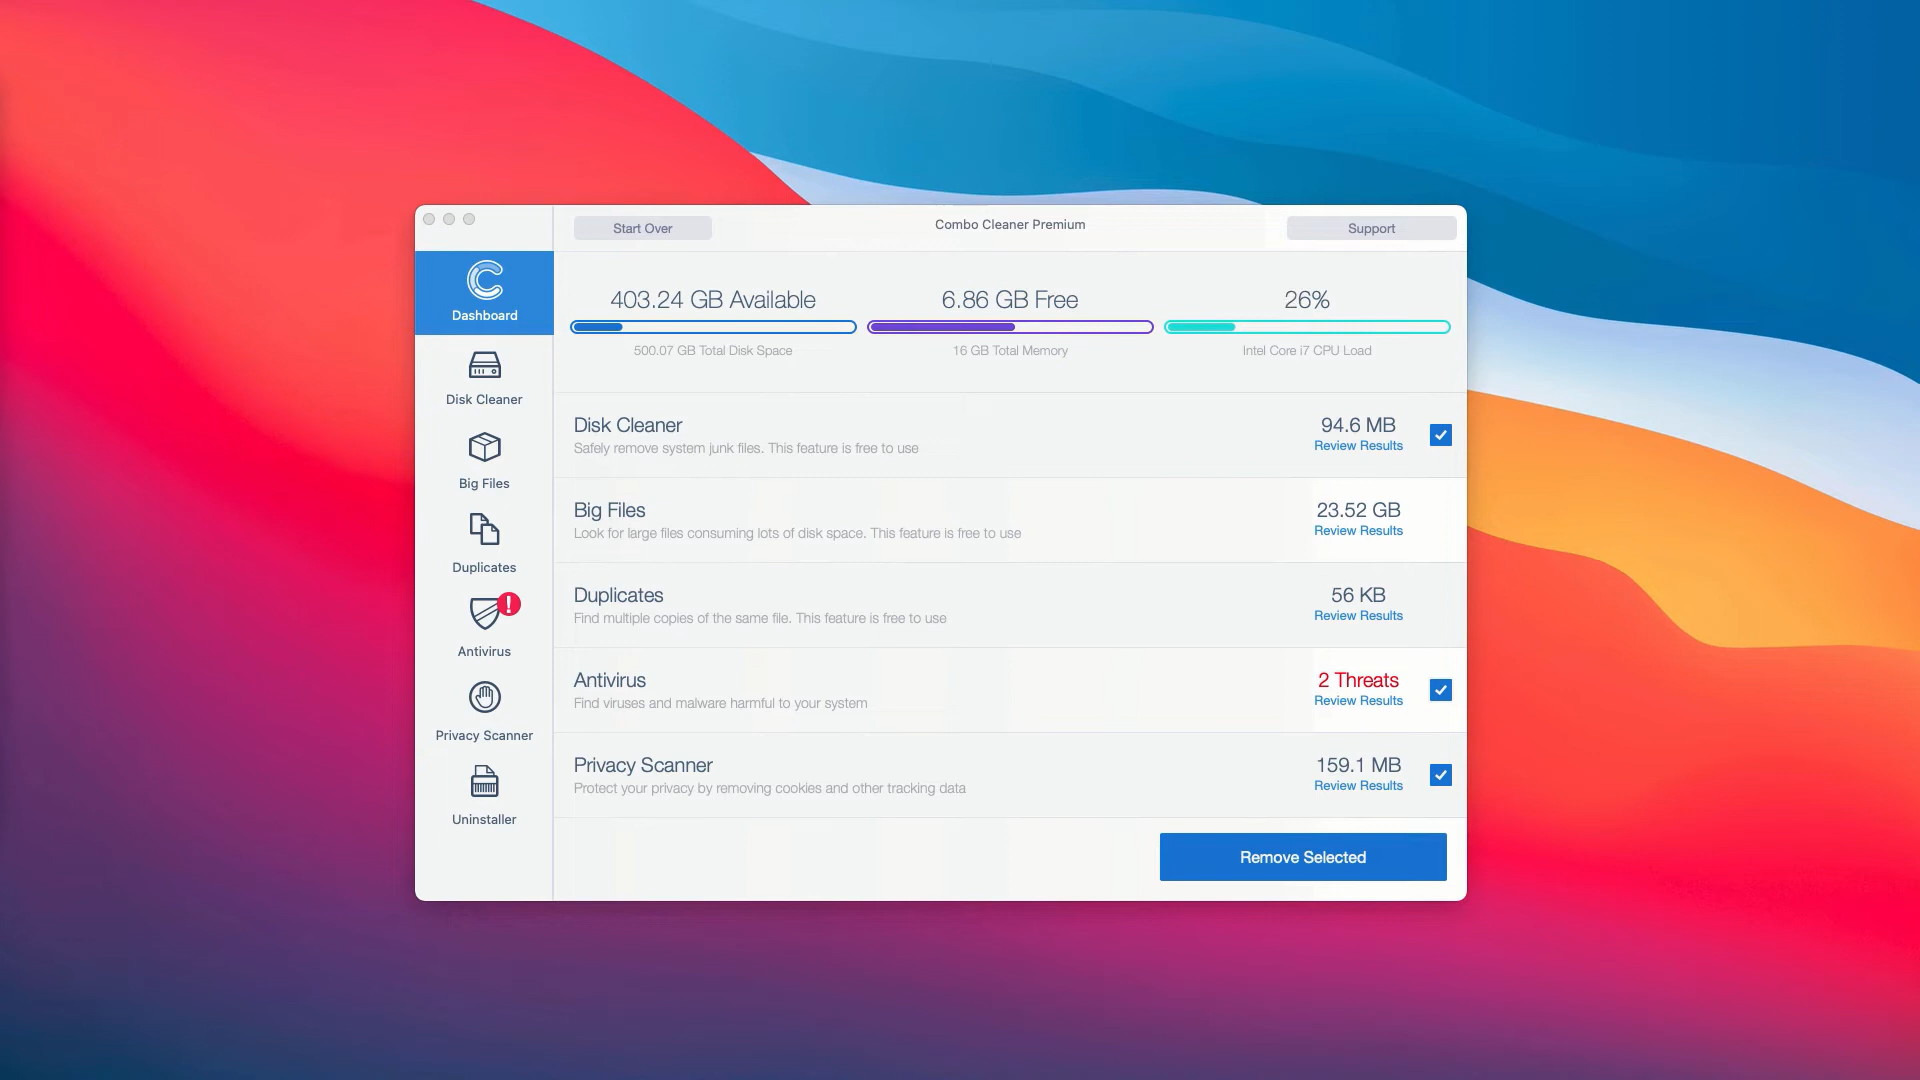 Start Over
Combo Cleaner Premium
Support
Dashboard
Disk Cleaner
Big Files
Duplicates
!
Antivirus
Privacy Scanner
Uninstaller
403.24 GB Available
500.07 GB Total Disk Space
6.86 GB Free
16 GB Total Memory
26%
Intel Core i7 CPU Load
Disk Cleaner
Safely remove system junk files. This feature is free to use
94.6 MB
Review Results
Big Files
Look for large files consuming lots of disk space. This feature is free to use
23.52 GB
Review Results
Duplicates
Find multiple copies of the same file. This feature is free to use
56 KB
Review Results
Antivirus
Find viruses and malware harmful to your system
2 Threats
Review Results
Privacy Scanner
Protect your privacy by removing cookies and other tracking data
159.1 MB
Review Results
Remove Selected